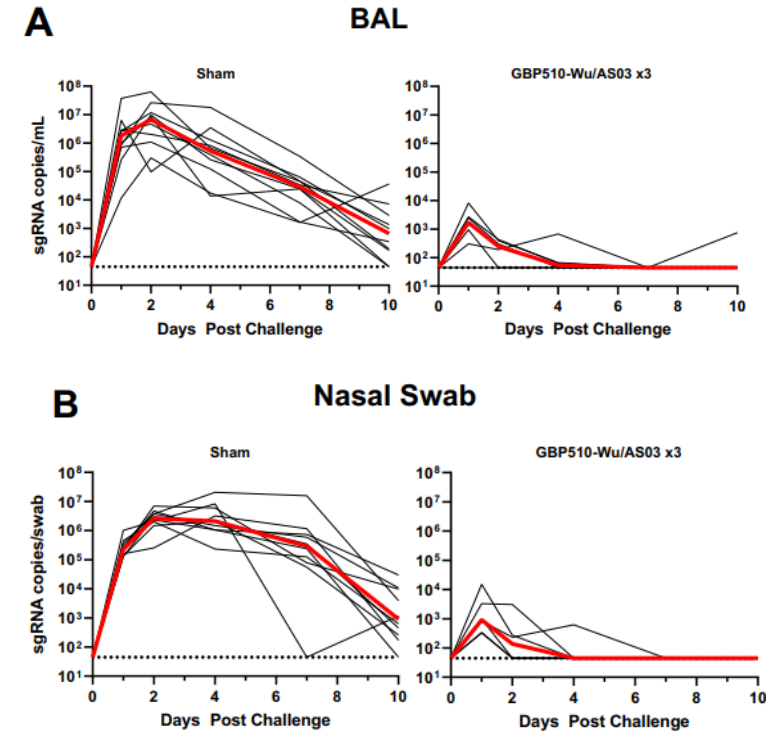 A
BAL
Sham
GBP510-Wu/AS03 x3
sgRNA copies/mL
10⁸
10⁷
10⁶
10⁵
10⁴
10³
10²
10¹
0 2 4 6 8 10
Days Post Challenge
10⁸
10⁷
10⁶
10⁵
10⁴
10³
10²
10¹
0 2 4 6 8 10
Days Post Challenge
B
Nasal Swab
Sham
GBP510-Wu/AS03 x3
sgRNA copies/swab
10⁸
10⁷
10⁶
10⁵
10⁴
10³
10²
10¹
0 2 4 6 8 10
Days Post Challenge
10⁸
10⁷
10⁶
10⁵
10⁴
10³
10²
10¹
0 2 4 6 8 10
Days Post Challenge